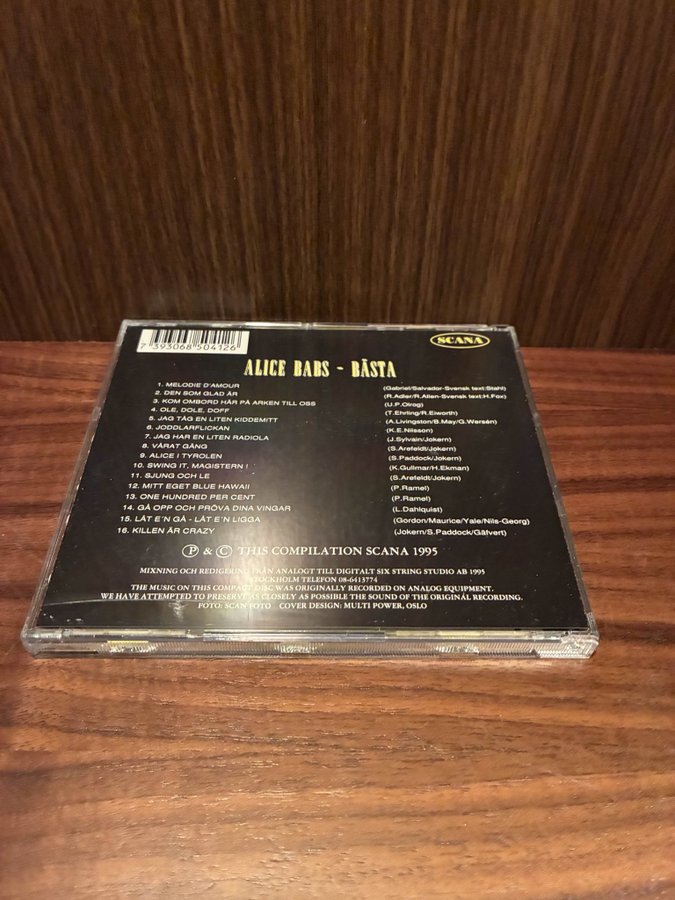 7 393068 504126
SCANA
ALICE BABS - BÄSTA
1. MELODIE D'AMOUR (Gabriel/Salvador-Svensk text:Stahl)
2. DEN SOM GLAD ÄR (R.Adler/R.Allen-Svensk text:H.Fox)
3. KOM OMBORD HÄR PÅ ARKEN TILL OSS (U.P.Olrog)
4. OLE, DOLE, DOFF (T.Ehrling/R.Eiworth)
5. JAG TÅG EN LITEN KIDDEMITT (A.Livingston/B.May/G.Wersén)
6. JODDLARFLICKAN (K.E.Nilsson)
7. JAG HAR EN LITEN RADIOLA (J.Sylvain/Jokern)
8. VÅRAT GÄNG (S.Arefeldt/Jokern)
9. ALICE I TYROLEN (S.Paddock/Jokern)
10. SWING IT, MAGISTERN ! (K.Gullmar/H.Ekman)
11. SJUNG OCH LE (S.Arefeldt/Jokern)
12. MITT EGET BLUE HAWAII (P.Ramel)
13. ONE HUNDRED PER CENT (P.Ramel)
14. GÅ OPP OCH PRÖVA DINA VINGAR (L.Dahlquist)
15. LÅT E'N GÅ - LÅT E'N LIGGA (Gordon/Maurice/Yale/Nils-Georg)
16. KILLEN ÄR CRAZY (Jokern/S.Paddock/Gäfvert)
Ⓟ & © THIS COMPILATION SCANA 1995
MIXNING OCH REDIGERING FRÅN ANALOGT TILL DIGITALT SIX STRING STUDIO AB 1995
STOCKHOLM TELEFON 08-6413774
THE MUSIC ON THIS COMPACT DISC WAS ORIGINALLY RECORDED ON ANALOG EQUIPMENT.
WE HAVE ATTEMPTED TO PRESERVE AS CLOSELY AS POSSIBLE THE SOUND OF THE ORIGINAL RECORDING.
FOTO: SCAN FOTO COVER DESIGN: MULTI POWER, OSLO